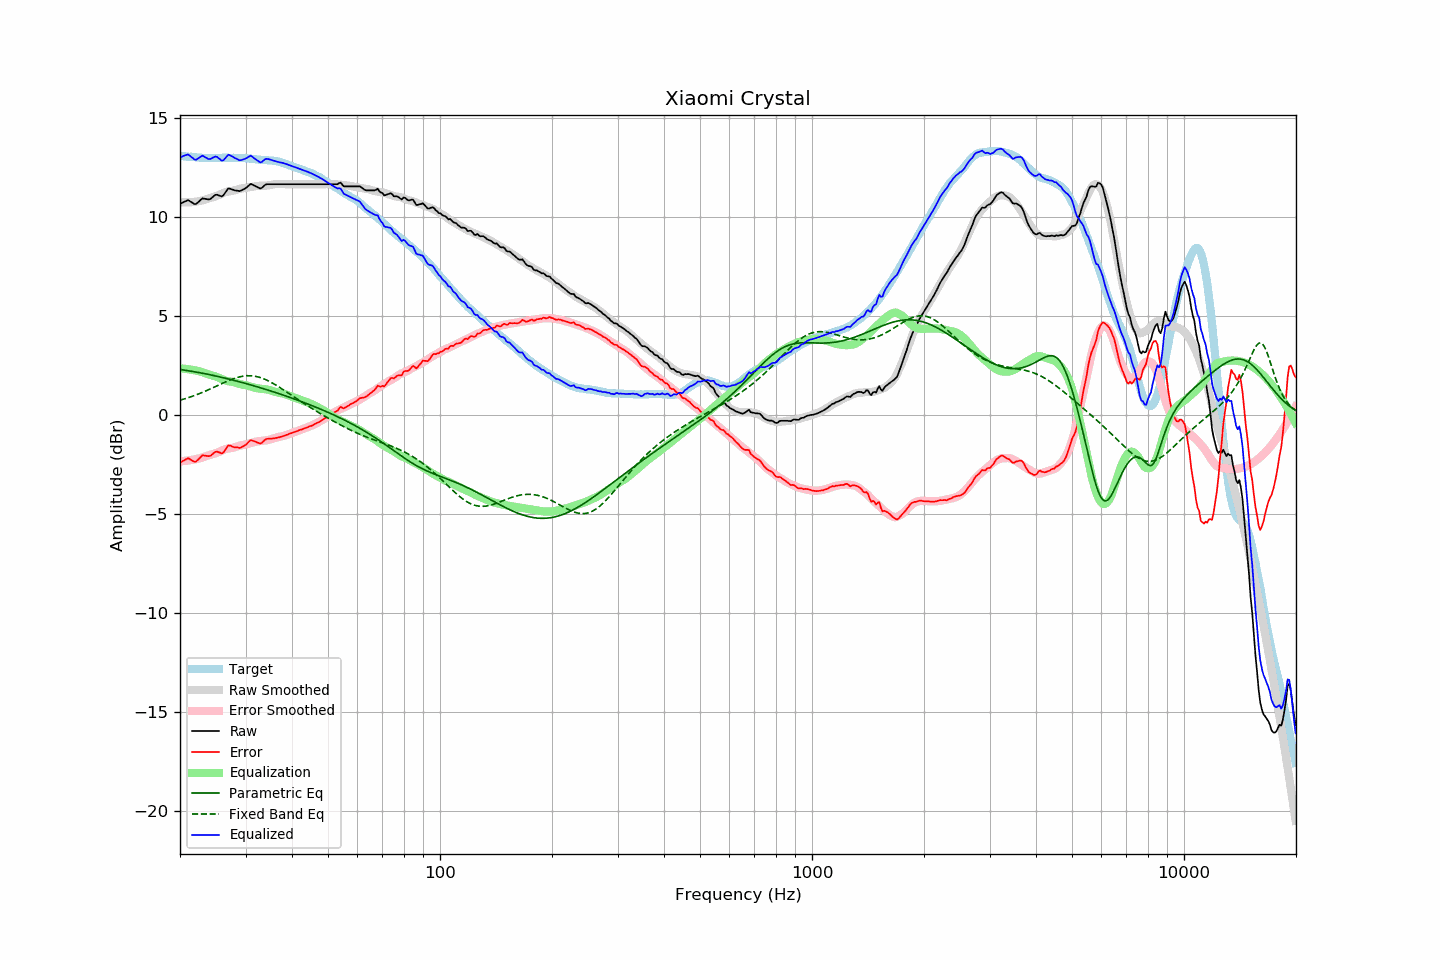 Xiaomi Crystal
15
10
5
0
−5
−10
−15
−20
Amplitude (dBr)
Target
Raw Smoothed
Error Smoothed
Raw
Error
Equalization
Parametric Eq
Fixed Band Eq
Equalized
100
1000
10000
Frequency (Hz)